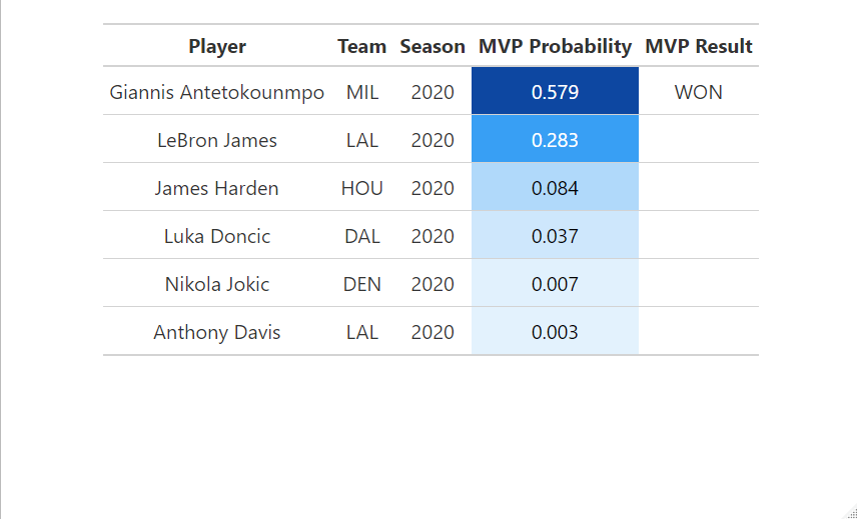 Player Team Season MVP Probability MVP Result
Giannis Antetokounmpo MIL 2020 0.579 WON
LeBron James LAL 2020 0.283
James Harden HOU 2020 0.084
Luka Doncic DAL 2020 0.037
Nikola Jokic DEN 2020 0.007
Anthony Davis LAL 2020 0.003